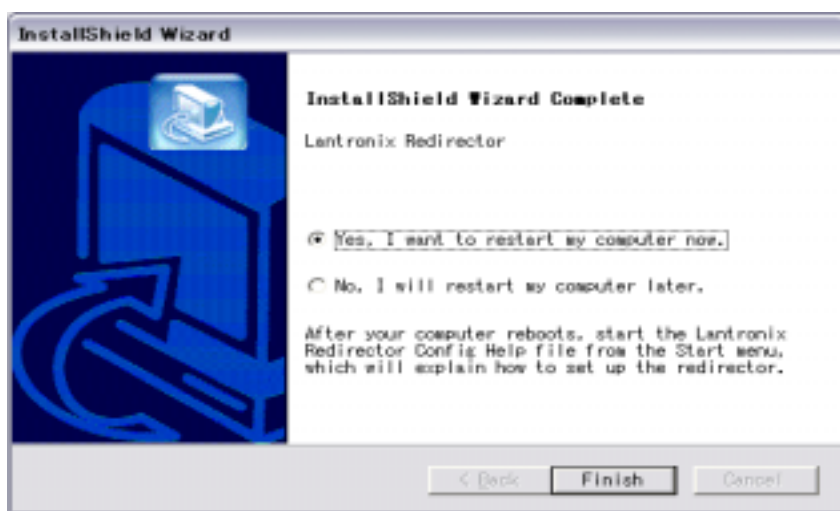 InstallShield Wizard
InstallShield Wizard Complete
Lantronix Redirector
Yes, I want to restart my computer now.
No, I will restart my computer later.
After your computer reboots, start the Lantronix
Redirector Config Help file from the Start menu,
which will explain how to set up the redirector.
< Back
Finish
Cancel